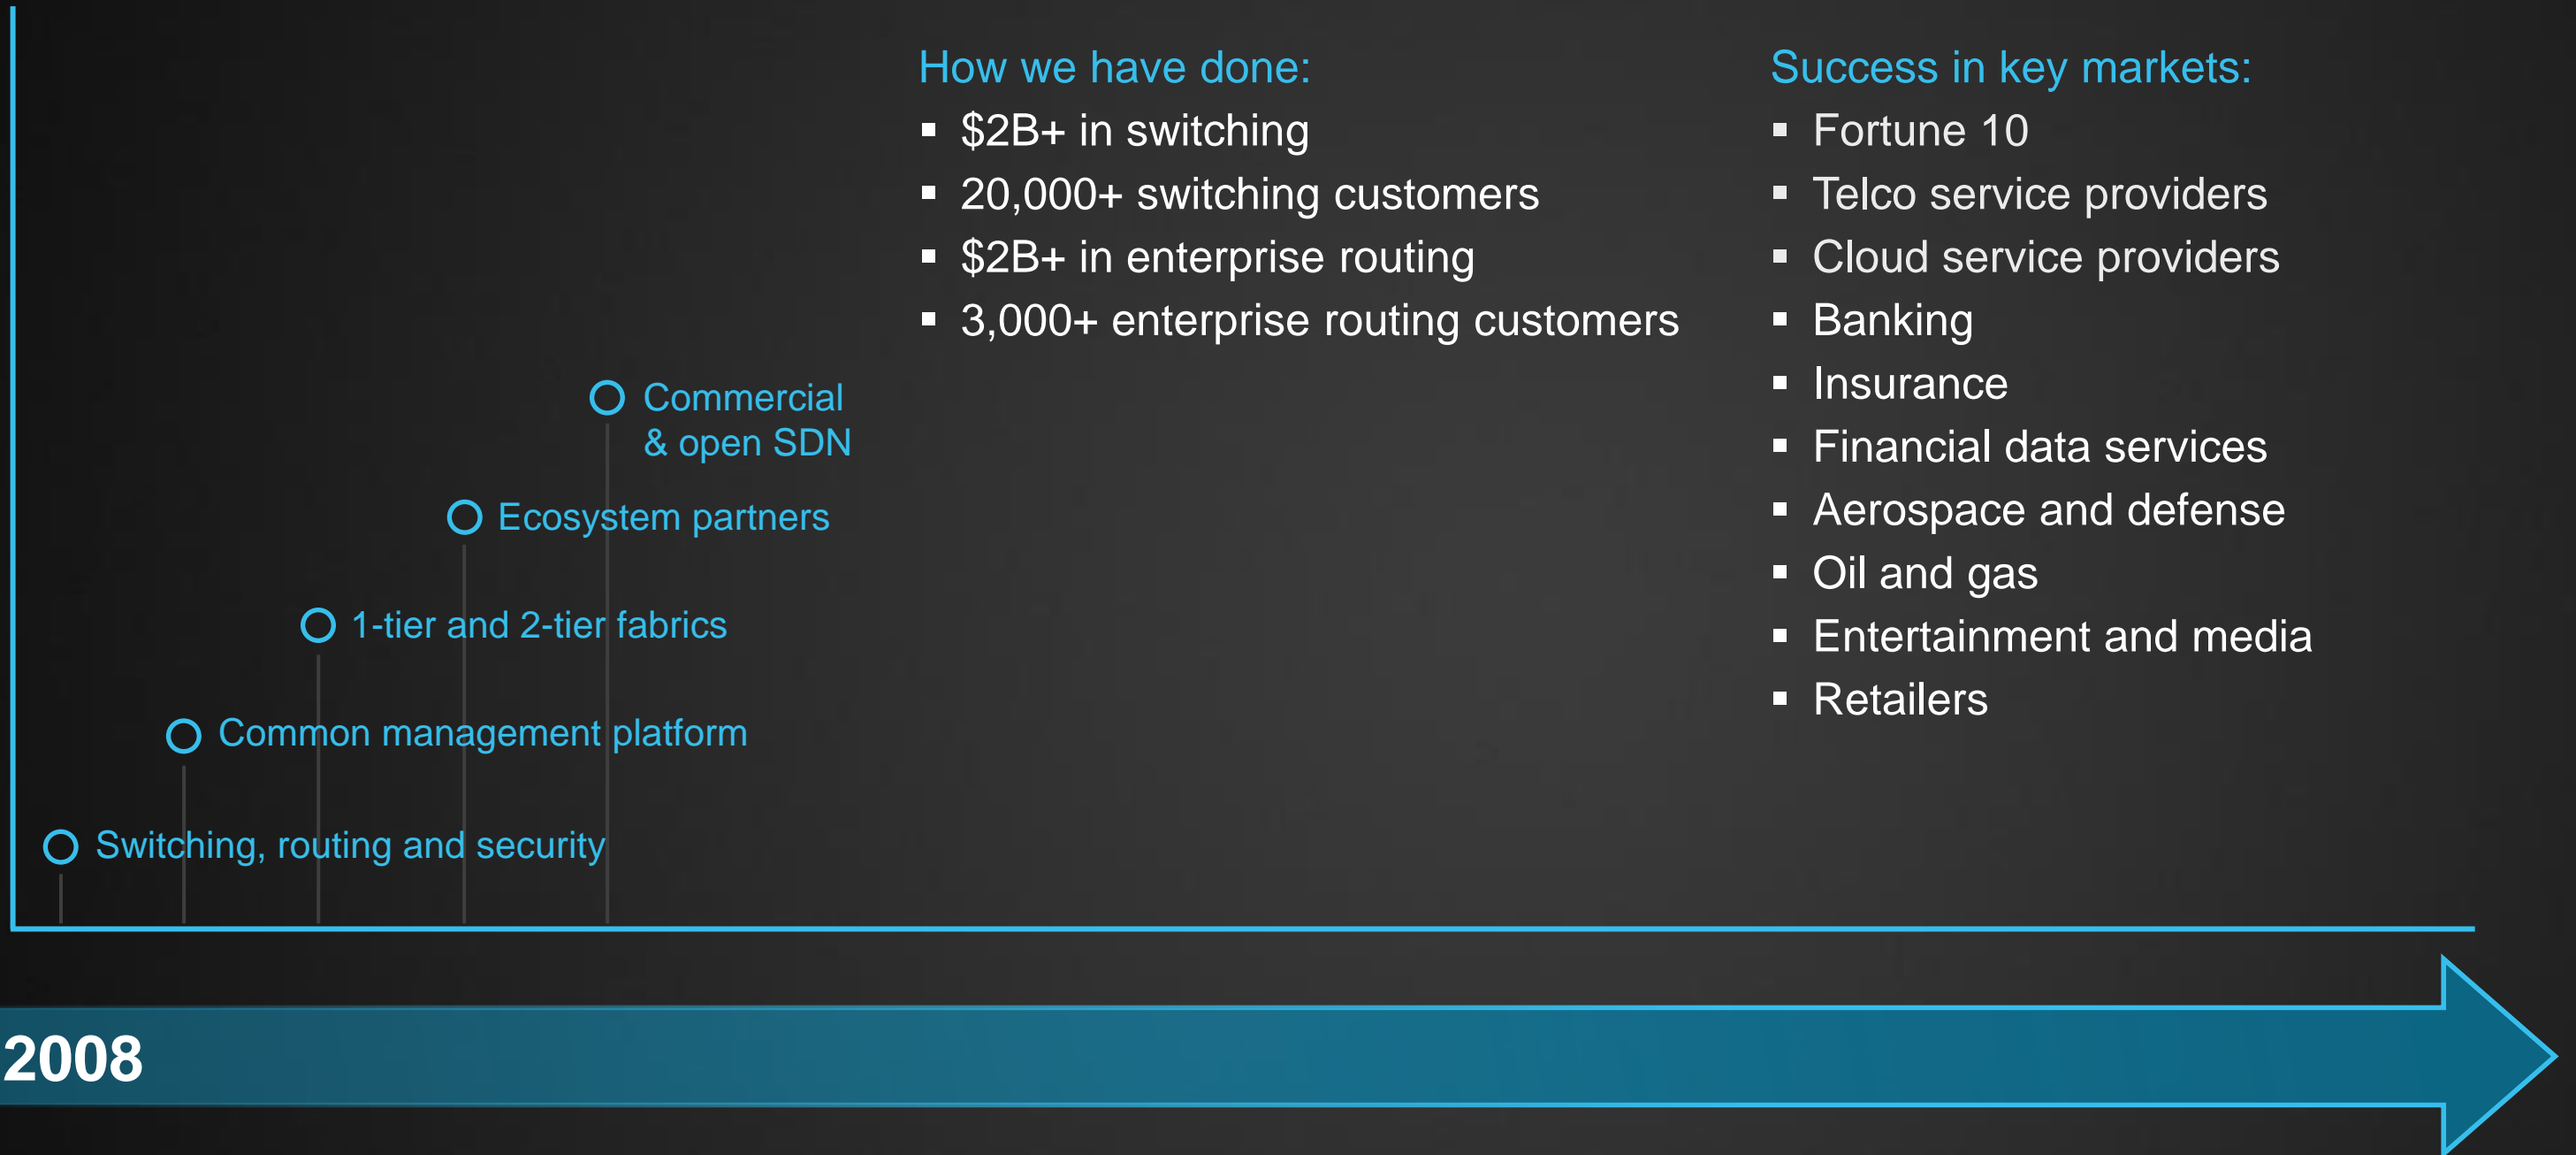 How we have done:
▪ $2B+ in switching
▪ 20,000+ switching customers
▪ $2B+ in enterprise routing
▪ 3,000+ enterprise routing customers
Success in key markets:
▪ Fortune 10
▪ Telco service providers
▪ Cloud service providers
▪ Banking
▪ Insurance
▪ Financial data services
▪ Aerospace and defense
▪ Oil and gas
▪ Entertainment and media
▪ Retailers
Commercial
& open SDN
Ecosystem partners
1-tier and 2-tier fabrics
Common management platform
Switching, routing and security
2008